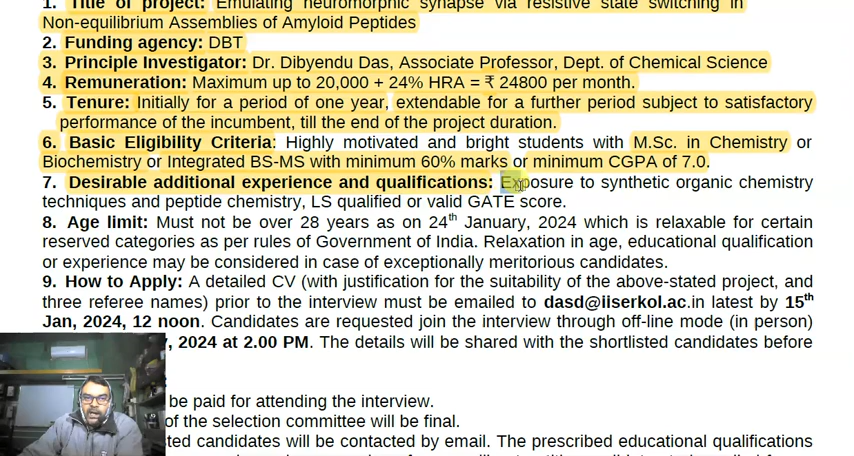 1. Title of project: Emulating neuromorphic synapse via resistive state switching in
Non-equilibrium Assemblies of Amyloid Peptides
2. Funding agency: DBT
3. Principle Investigator: Dr. Dibyendu Das, Associate Professor, Dept. of Chemical Science
4. Remuneration: Maximum up to 20,000 + 24% HRA = ₹ 24800 per month.
5. Tenure: Initially for a period of one year, extendable for a further period subject to satisfactory
performance of the incumbent, till the end of the project duration.
6. Basic Eligibility Criteria: Highly motivated and bright students with M.Sc. in Chemistry or
Biochemistry or Integrated BS-MS with minimum 60% marks or minimum CGPA of 7.0.
7. Desirable additional experience and qualifications: Exposure to synthetic organic chemistry
techniques and peptide chemistry, LS qualified or valid GATE score.
8. Age limit: Must not be over 28 years as on 24th January, 2024 which is relaxable for certain
reserved categories as per rules of Government of India. Relaxation in age, educational qualification
or experience may be considered in case of exceptionally meritorious candidates.
9. How to Apply: A detailed CV (with justification for the suitability of the above-stated project, and
three referee names) prior to the interview must be emailed to dasd@iiserkol.ac.in latest by 15th
Jan, 2024, 12 noon. Candidates are requested join the interview through off-line mode (in person)
, 2024 at 2.00 PM. The details will be shared with the shortlisted candidates before
:
be paid for attending the interview.
of the selection committee will be final.
ted candidates will be contacted by email. The prescribed educational qualifications